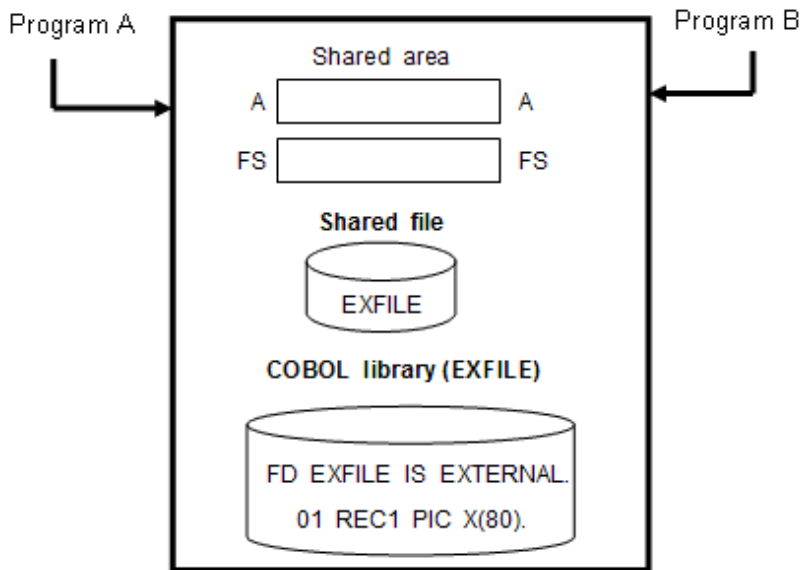 Program A
Program B
Shared area
A
A
FS
FS
Shared file
EXFILE
COBOL library (EXFILE)
FD EXFILE IS EXTERNAL.
01 REC1 PIC X(80).